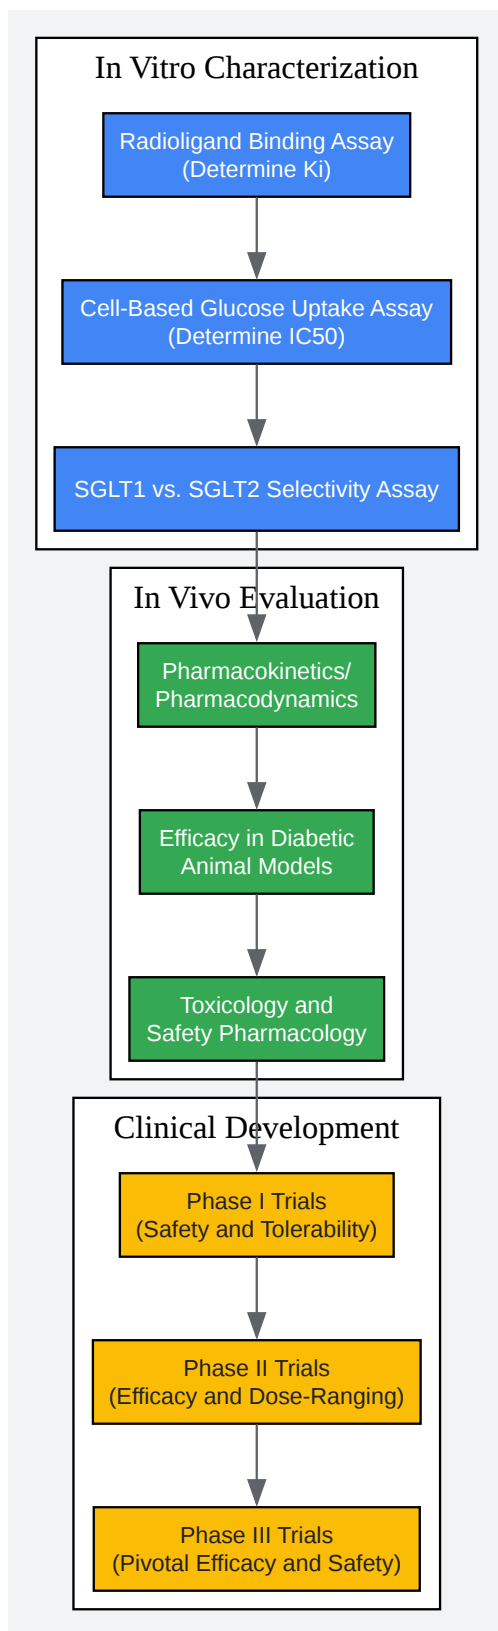 In Vitro Characterization
Radioligand Binding Assay
(Determine Ki)
Cell-Based Glucose Uptake Assay
(Determine IC50)
SGLT1 vs. SGLT2 Selectivity Assay
In Vivo Evaluation
Pharmacokinetics/
Pharmacodynamics
Efficacy in Diabetic
Animal Models
Toxicology and
Safety Pharmacology
Clinical Development
Phase I Trials
(Safety and Tolerability)
Phase II Trials
(Efficacy and Dose-Ranging)
Phase III Trials
(Pivotal Efficacy and Safety)